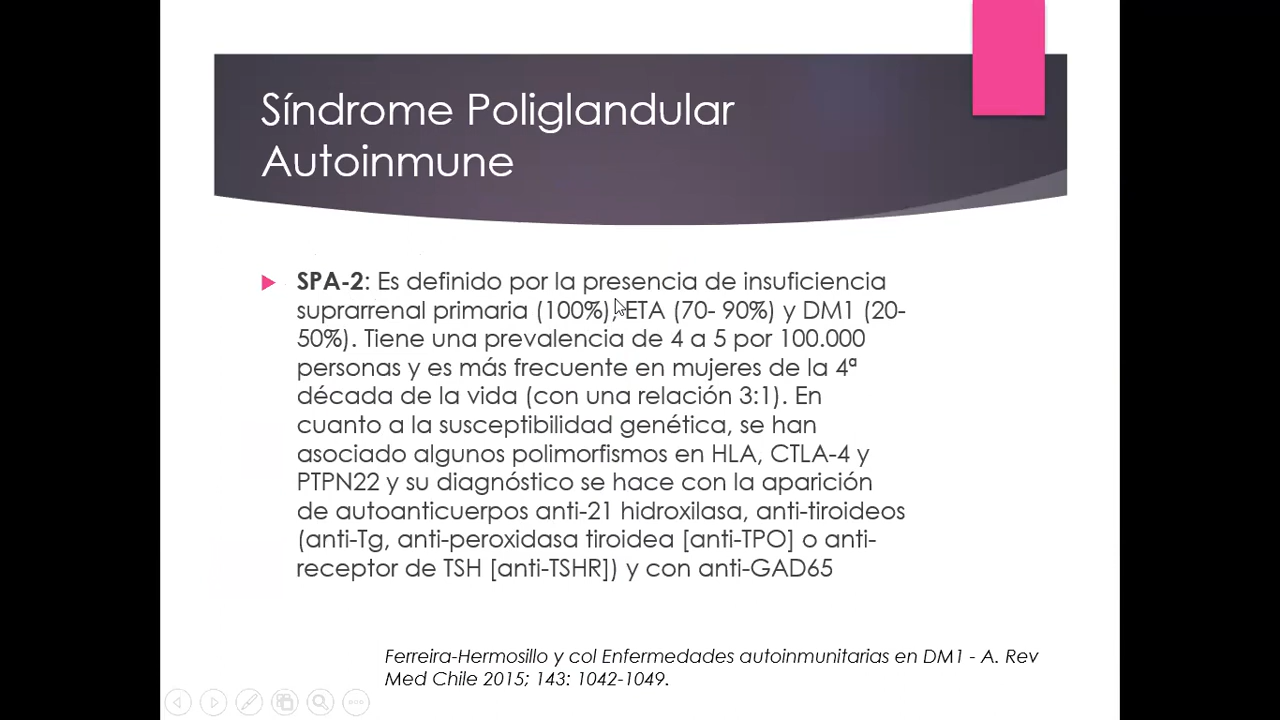 Síndrome Poliglandular
Autoinmune
SPA-2: Es definido por la presencia de insuficiencia
suprarrenal primaria (100%), ETA (70- 90%) y DM1 (20-
50%). Tiene una prevalencia de 4 a 5 por 100.000
personas y es más frecuente en mujeres de la 4ª
década de la vida (con una relación 3:1). En
cuanto a la susceptibilidad genética, se han
asociado algunos polimorfismos en HLA, CTLA-4 y
PTPN22 y su diagnóstico se hace con la aparición
de autoanticuerpos anti-21 hidroxilasa, anti-tiroideos
(anti-Tg, anti-peroxidasa tiroidea [anti-TPO] o anti-
receptor de TSH [anti-TSHR]) y con anti-GAD65
Ferreira-Hermosillo y col Enfermedades autoinmunitarias en DM1 - A. Rev
Med Chile 2015; 143: 1042-1049.